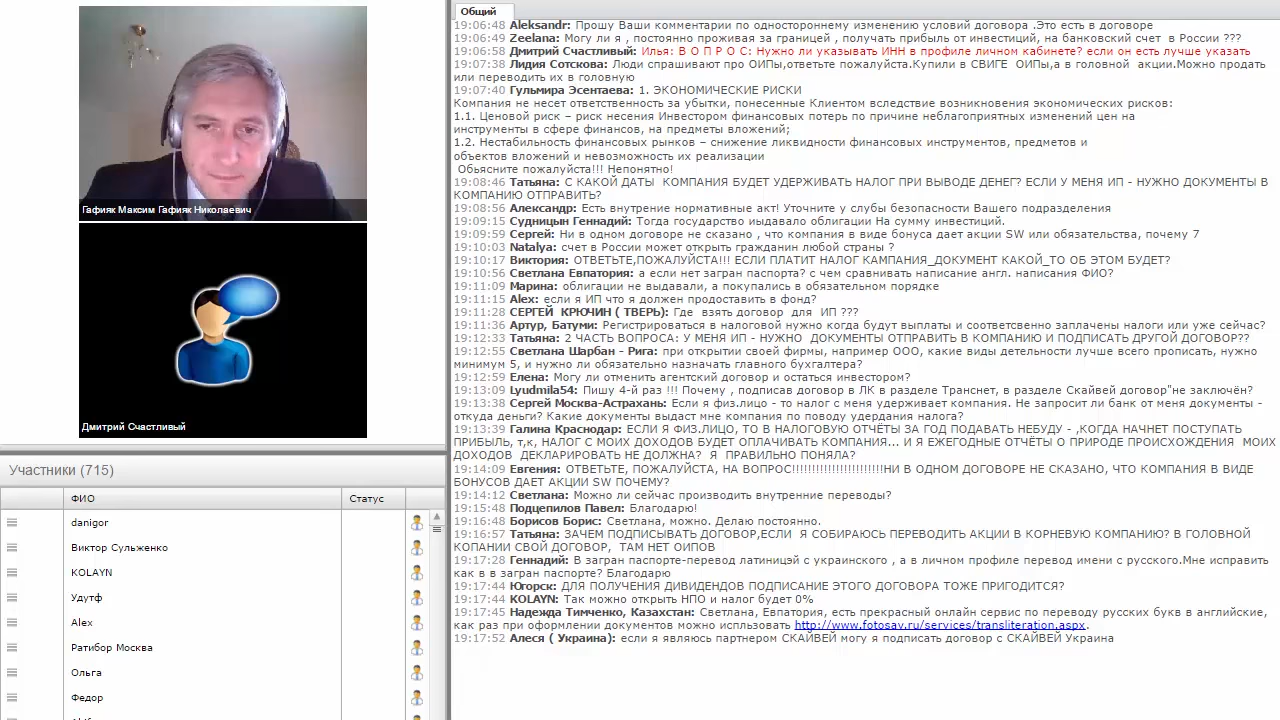 Гафияк Максим Гафияк Николаевич
Дмитрий Счастливый
Участники (715)
ФИО
Статус
danigor
Виктор Сульженко
KOLAYN
Удутф
Alex
Ратибор Москва
Ольга
Федор
Общий
19:06:48 Aleksandr: Прошу Ваши комментарии по одностороннему изменению условий договора .Это есть в договоре
19:06:49 Zeelana: Могу ли я , постоянно проживая за границей , получать прибыль от инвестиций, на банковский счет в России ???
19:06:58 Дмитрий Счастливый: Илья: В О П Р О С: Нужно ли указывать ИНН в профиле личном кабинете? если он есть лучше указать
19:07:38 Лидия Сотскова: Люди спрашивают про ОИПы,ответьте пожалуйста.Купили в СВИГЕ ОИПы,а в головной акции.Можно продать
или переводить их в головную
19:07:40 Гульмира Эсентаева: 1. ЭКОНОМИЧЕСКИЕ РИСКИ
Компания не несет ответственность за убытки, понесенные Клиентом вследствие возникновения экономических рисков:
1.1. Ценовой риск – риск несения Инвестором финансовых потерь по причине неблагоприятных изменений цен на
инструменты в сфере финансов, на предметы вложений;
1.2. Нестабильность финансовых рынков – снижение ликвидности финансовых инструментов, предметов и
объектов вложений и невозможность их реализации
Обьясните пожалуйста!!! Непонятно!
19:08:46 Татьяна: С КАКОЙ ДАТЫ КОМПАНИЯ БУДЕТ УДЕРЖИВАТЬ НАЛОГ ПРИ ВЫВОДЕ ДЕНЕГ? ЕСЛИ У МЕНЯ ИП - НУЖНО ДОКУМЕНТЫ В
КОМПАНИЮ ОТПРАВИТЬ?
19:08:56 Александр: Есть внутрение нормативные акт! Уточните у слубы безопасности Вашего подразделения
19:09:15 Судницын Геннадий: Тогда государство иыдавало облигации На сумму инвестиций.
19:09:59 Сергей: Ни в одном договоре не сказано , что компания в виде бонуса дает акции SW или обязательства, почему 7
19:10:03 Natalya: счет в России может открыть гражданин любой страны ?
19:10:17 Виктория: ОТВЕТЬТЕ,ПОЖАЛУЙСТА!!! ЕСЛИ ПЛАТИТ НАЛОГ КАМПАНИЯ_ДОКУМЕНТ КАКОЙ_ТО ОБ ЭТОМ БУДЕТ?
19:10:56 Светлана Евпатория: а если нет загран паспорта? с чем сравнивать написание англ. написания ФИО?
19:11:09 Марина: облигации не выдавали, а покупались в обязательном порядке
19:11:15 Alex: если я ИП что я должен продоставить в фонд?
19:11:28 СЕРГЕЙ КРЮЧИН ( ТВЕРЬ): Где взять договор для ИП ???
19:11:36 Артур, Батуми: Регистрироваться в налоговой нужно когда будут выплаты и соответсвенно заплачены налоги или уже сейчас?
19:12:33 Татьяна: 2 ЧАСТЬ ВОПРОСА: У МЕНЯ ИП - НУЖНО ДОКУМЕНТЫ ОТПРАВИТЬ В КОМПАНИЮ И ПОДПИСАТЬ ДРУГОЙ ДОГОВОР??
19:12:55 Светлана Шарбан - Рига: при открытии своей фирмы, например ООО, какие виды детельности лучше всего прописать, нужно
минимум 5, и нужно ли обязательно назначать главного бухгалтера?
19:12:59 Елена: Могу ли отменить агентский договор и остаться инвестором?
19:13:09 Lyudmila54: Пишу 4-й раз !!! Почему , подписав договор в ЛК в разделе Транснет, в разделе Скайвей договор"не заключён?
19:13:38 Сергей Москва-Астрахань: Если я физ.лицо - то налог с меня удерживает компания. Не запросит ли банк от меня документы -
откуда деньги? Какие документы выдаст мне компания по поводу удердания налога?
19:13:39 Галина Краснодар: ЕСЛИ Я ФИЗ.ЛИЦО, ТО В НАЛОГОВУЮ ОТЧЁТЫ ЗА ГОД ПОДАВАТЬ НЕБУДУ - ,КОГДА НАЧНЕТ ПОСТУПАТЬ
ПРИБЫЛЬ, т,к, НАЛОГ С МОИХ ДОХОДОВ БУДЕТ ОПЛАЧИВАТЬ КОМПАНИЯ... И Я ЕЖЕГОДНЫЕ ОТЧЁТЫ О ПРИРОДЕ ПРОИСХОЖДЕНИЯ МОИХ
ДОХОДОВ ДЕКЛАРИРОВАТЬ НЕ ДОЛЖНА? Я ПРАВИЛЬНО ПОНЯЛА?
19:14:09 Евгения: ОТВЕТЬТЕ, ПОЖАЛУЙСТА, НА ВОПРОС!!!!!!!!!!!!!!!!!!!!!!!НИ В ОДНОМ ДОГОВОРЕ НЕ СКАЗАНО, ЧТО КОМПАНИЯ В ВИДЕ
БОНУСОВ ДАЕТ АКЦИИ SW ПОЧЕМУ?
19:14:12 Светлана: Можно ли сейчас производить внутренние переводы?
19:15:48 Подцепилов Павел: Благодарю!
19:16:48 Борисов Борис: Светлана, можно. Делаю постоянно.
19:16:57 Татьяна: ЗАЧЕМ ПОДПИСЫВАТЬ ДОГОВОР,ЕСЛИ Я СОБИРАЮСЬ ПЕРЕВОДИТЬ АКЦИИ В КОРНЕВУЮ КОМПАНИЮ? В ГОЛОВНОЙ
КОПАНИИ СВОЙ ДОГОВОР, ТАМ НЕТ ОИПОВ
19:17:28 Геннадий: В загран паспорте-перевод латиницэй с украинского , а в личном профиле перевод имени с русского.Мне исправить
как в в загран паспорте? Благодарю
19:17:44 Югорск: ДЛЯ ПОЛУЧЕНИЯ ДИВИДЕНДОВ ПОДПИСАНИЕ ЭТОГО ДОГОВОРА ТОЖЕ ПРИГОДИТСЯ?
19:17:44 KOLAYN: Так можно открыть НПО и налог будет 0%
19:17:45 Надежда Тимченко, Казахстан: Светлана, Евпатория, есть прекрасный онлайн сервис по переводу русских букв в английские,
как раз при оформлении документов можно испльзовать http://www.fotosav.ru/services/transliteration.aspx.
19:17:52 Алеся ( Украина): если я являюсь партнером СКАЙВЕЙ могу я подписать договор с СКАЙВЕЙ Украина